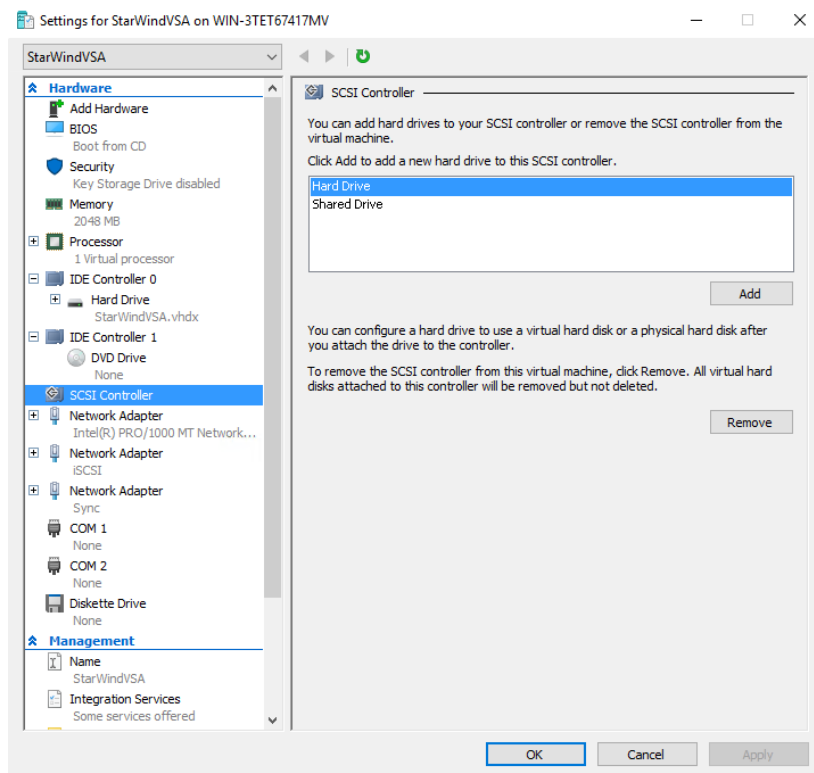 Settings for StarWindVSA on WIN-3TET67417MV
StarWindVSA
Hardware
Add Hardware
BIOS
Boot from CD
Security
Key Storage Drive disabled
Memory
2048 MB
Processor
1 Virtual processor
IDE Controller 0
Hard Drive
StarWindVSA.vhdx
IDE Controller 1
DVD Drive
None
SCSI Controller
Network Adapter
Intel(R) PRO/1000 MT Network...
Network Adapter
iSCSI
Network Adapter
Sync
COM 1
None
COM 2
None
Diskette Drive
None
Management
Name
StarWindVSA
Integration Services
Some services offered
SCSI Controller
You can add hard drives to your SCSI controller or remove the SCSI controller from the
virtual machine.
Click Add to add a new hard drive to this SCSI controller.
Hard Drive
Shared Drive
Add
You can configure a hard drive to use a virtual hard disk or a physical hard disk after
you attach the drive to the controller.
To remove the SCSI controller from this virtual machine, click Remove. All virtual hard
disks attached to this controller will be removed but not deleted.
Remove
OK
Cancel
Apply